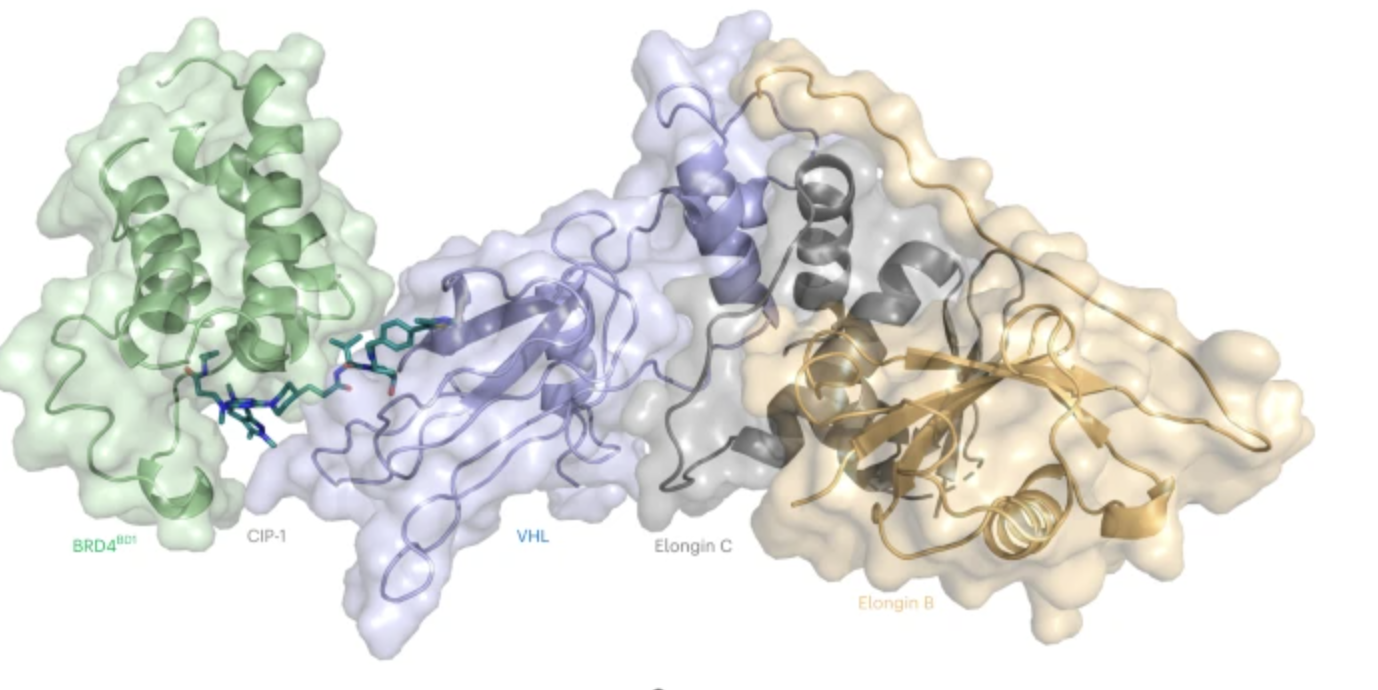 BRD4BD1
CIP-1
VHL
Elongin C
Elongin B